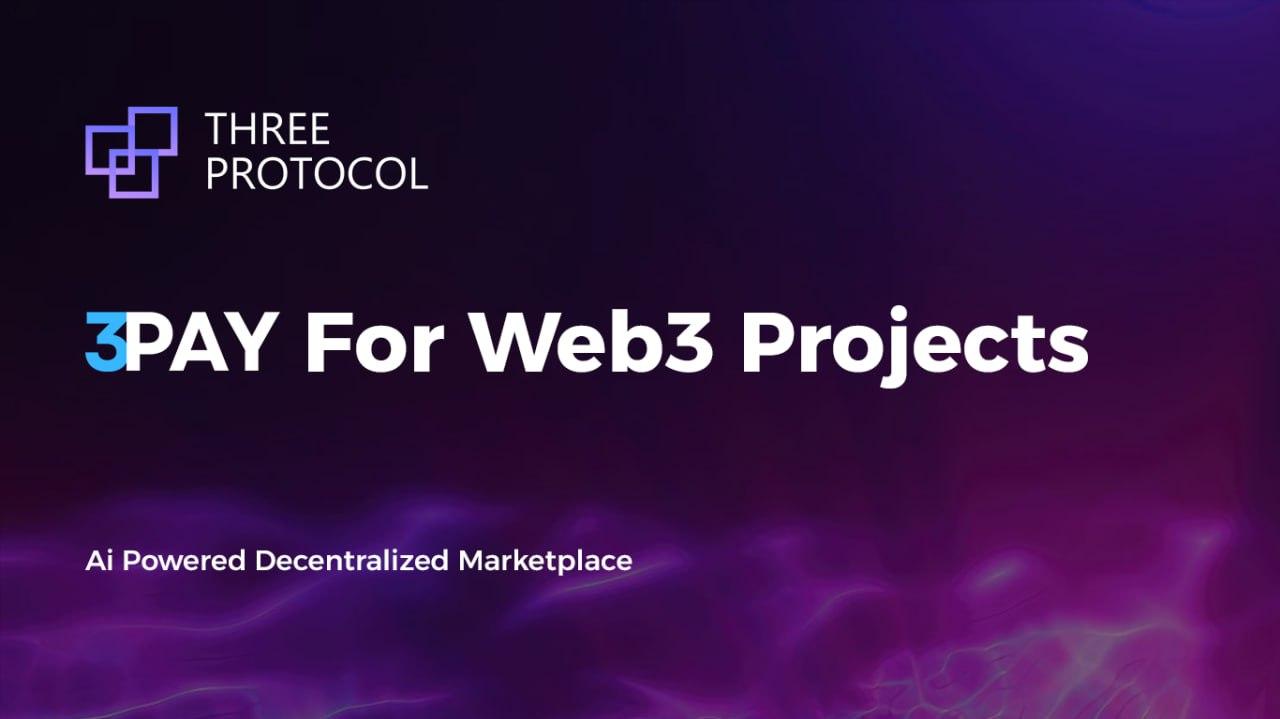 THREE
PROTOCOL
3PAY For Web3 Projects
Ai Powered Decentralized Marketplace